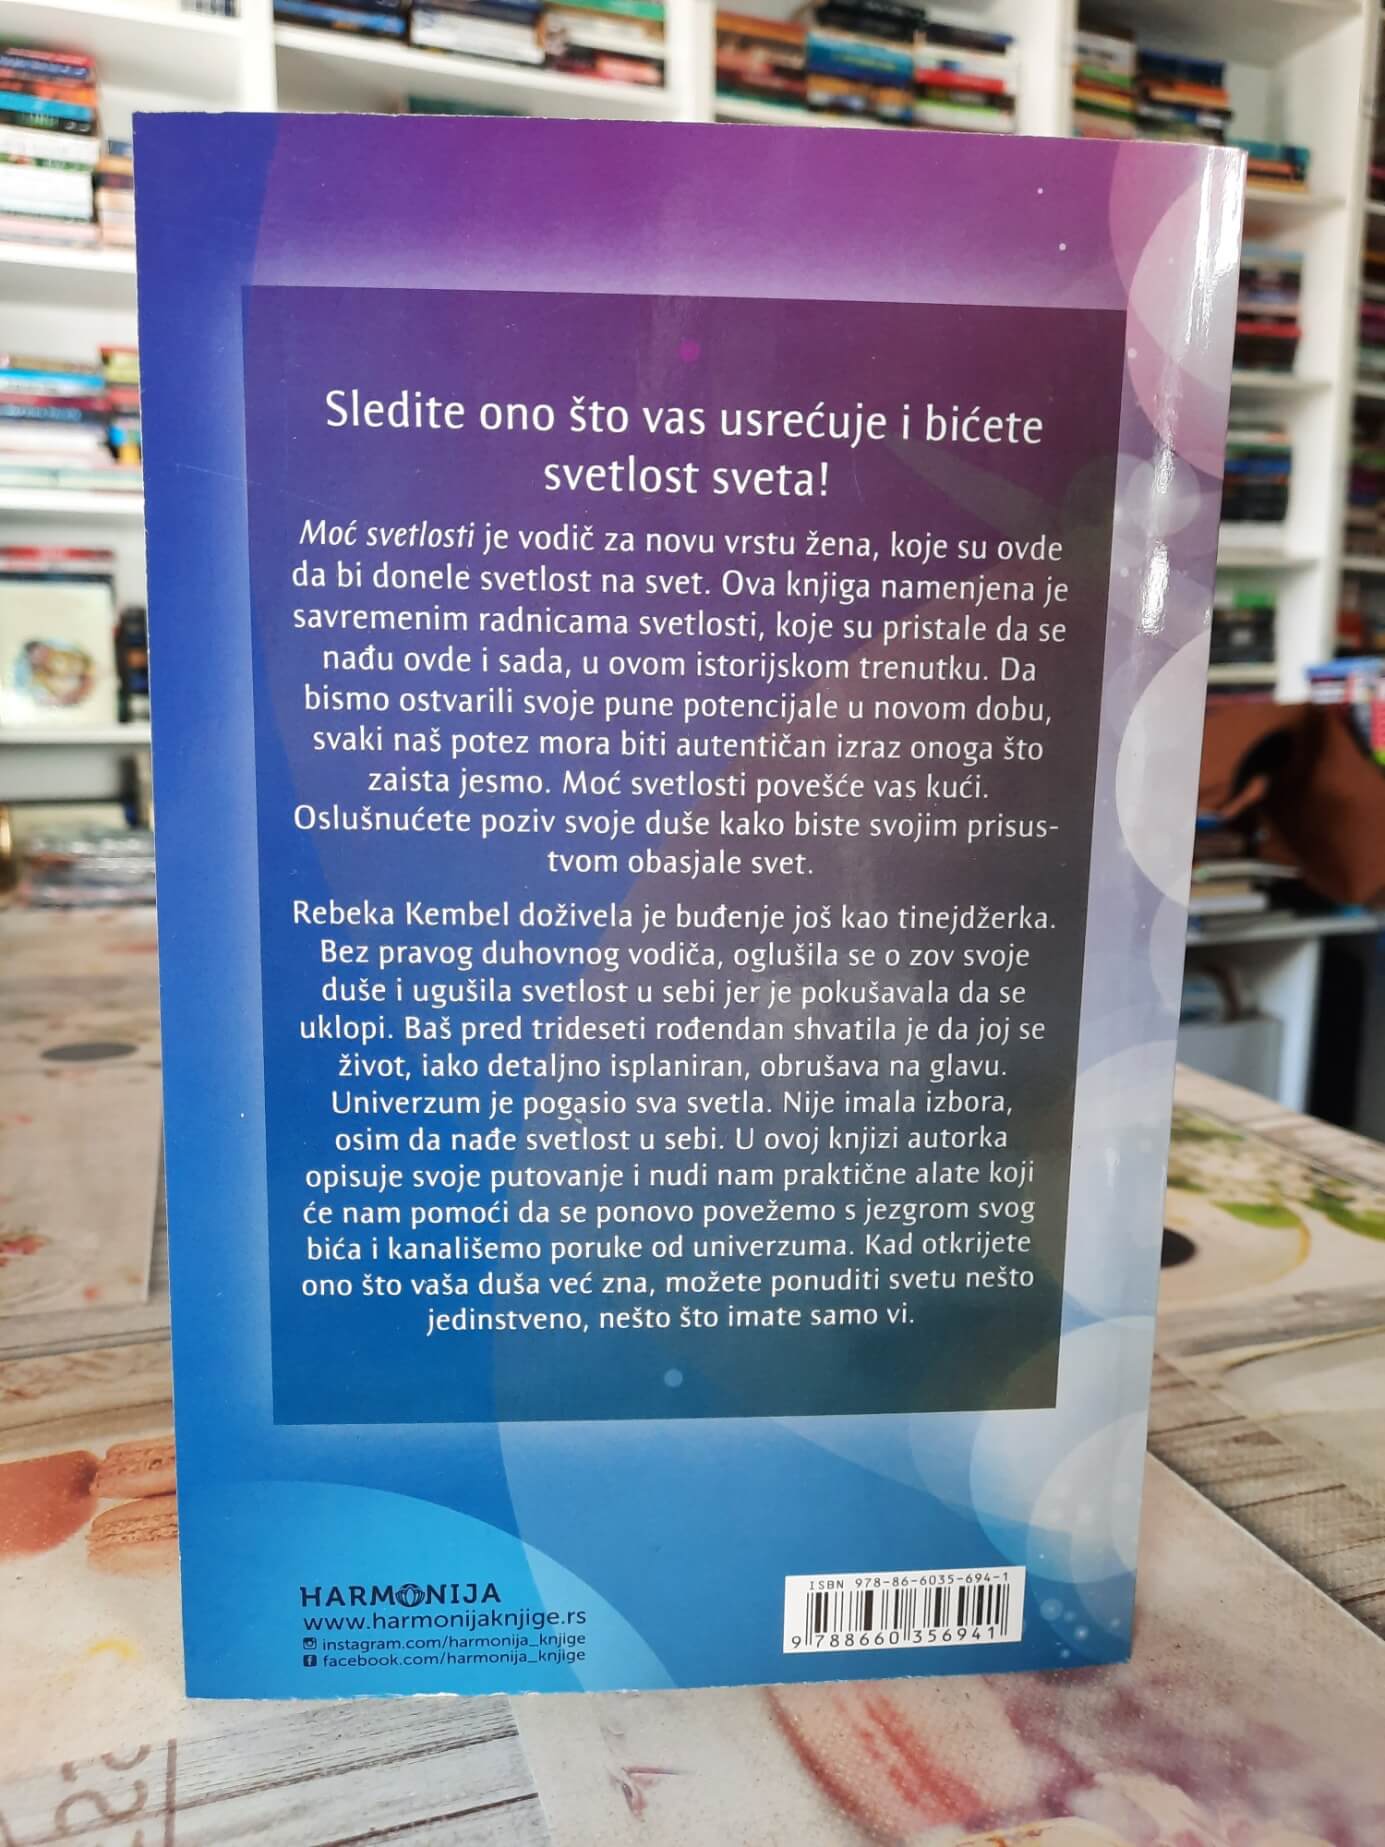 Sledite ono što vas usrećuje i bićete
svetlost sveta!
Moć svetlosti je vodič za novu vrstu žena, koje su ovde
da bi donele svetlost na svet. Ova knjiga namenjena je
savremenim radnicama svetlosti, koje su pristale da se
nađu ovde i sada, u ovom istorijskom trenutku. Da
bismo ostvarili svoje pune potencijale u novom dobu,
svaki naš potez mora biti autentičan izraz onoga što
zaista jesmo. Moć svetlosti povešće vas kući.
Oslušnućete poziv svoje duše kako biste svojim prisus-
tvom obasjale svet.
Rebeka Kembel doživela je buđenje još kao tinejdžerka.
Bez pravog duhovnog vodiča, oglušila se o zov svoje
duše i ugušila svetlost u sebi jer je pokušavala da se
uklopi. Baš pred trideseti rođendan shvatila je da joj se
život, iako detaljno isplaniran, obrušava na glavu.
Univerzum je pogasio sva svetla. Nije imala izbora,
osim da nađe svetlost u sebi. U ovoj knjizi autorka
opisuje svoje putovanje i nudi nam praktične alate koji
će nam pomoći da se ponovo povežemo s jezgrom svog
bića i kanališemo poruke od univerzuma. Kad otkrijete
ono što vaša duša već zna, možete ponuditi svetu nešto
jedinstveno, nešto što imate samo vi.
HARMONIJA
www.harmonijaknjige.rs
instagram.com/harmonija_knjige
facebook.com/harmonija_knjige
ISBN 978-86-6035-694-1
9 788660 356941